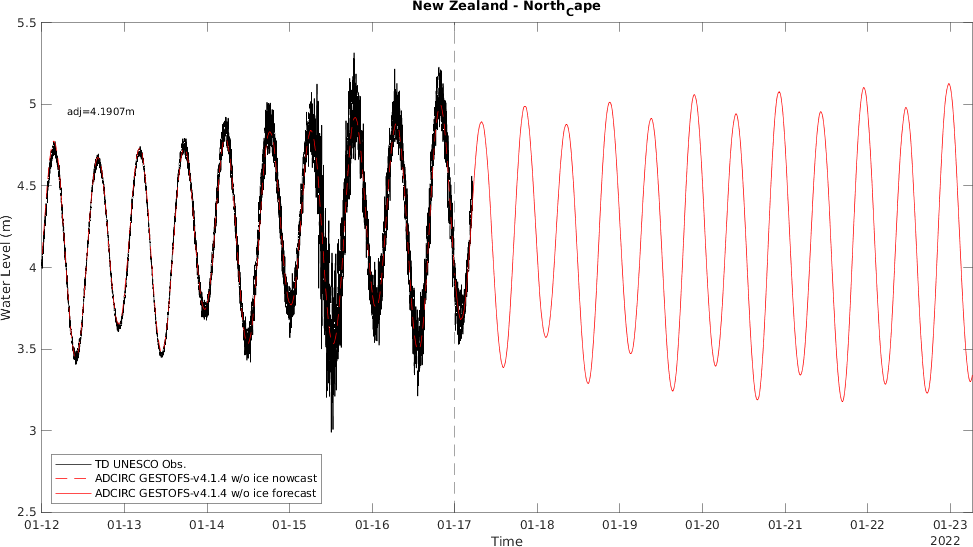 New Zealand - NorthCape
5.5
5
4.5
4
3.5
3
2.5
Water Level (m)
adj=4.1907m
TD UNESCO Obs.
ADCIRC GESTOFS-v4.1.4 w/o ice nowcast
ADCIRC GESTOFS-v4.1.4 w/o ice forecast
01-12 01-13 01-14 01-15 01-16 01-17 01-18 01-19 01-20 01-21 01-22 01-23
Time
2022